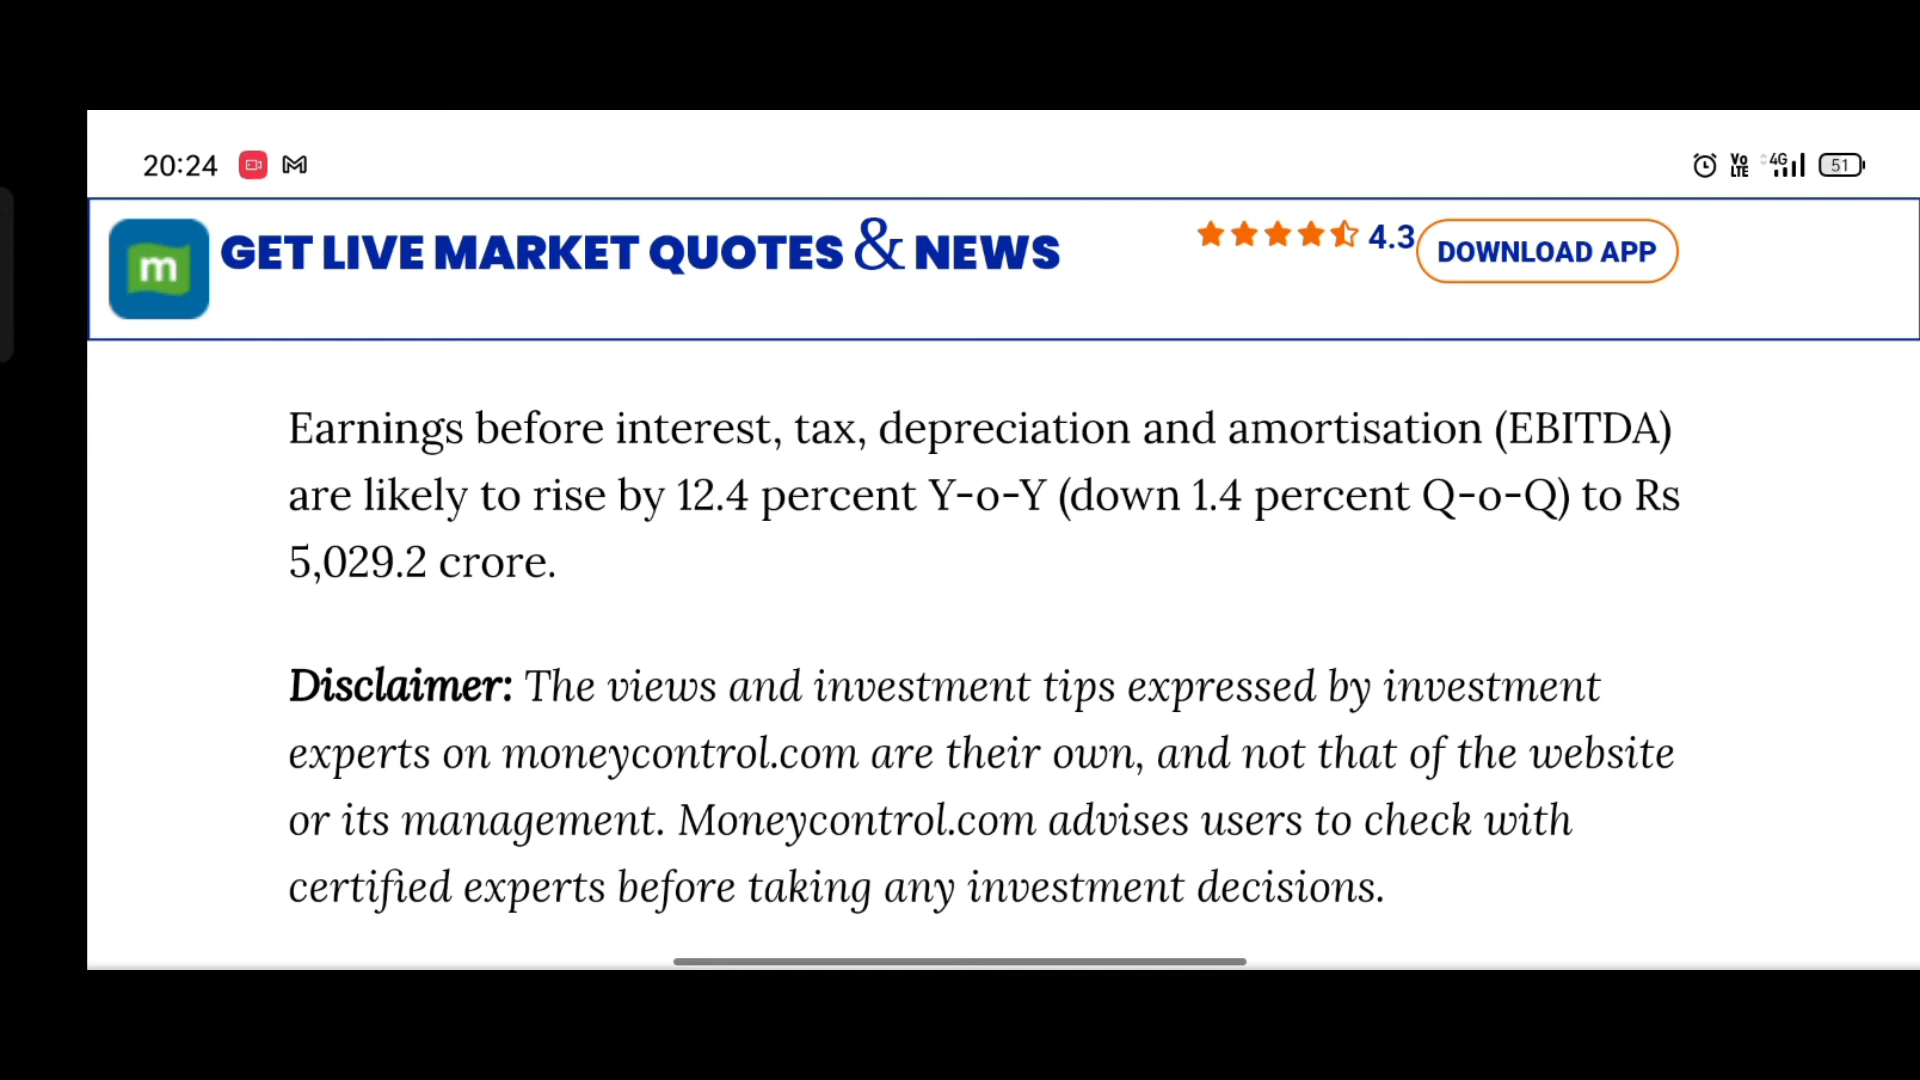 20:24
Vo LTE 4G 51
m GET LIVE MARKET QUOTES & NEWS 4.3 DOWNLOAD APP
Earnings before interest, tax, depreciation and amortisation (EBITDA)
are likely to rise by 12.4 percent Y-o-Y (down 1.4 percent Q-o-Q) to Rs
5,029.2 crore.
Disclaimer: The views and investment tips expressed by investment
experts on moneycontrol.com are their own, and not that of the website
or its management. Moneycontrol.com advises users to check with
certified experts before taking any investment decisions.